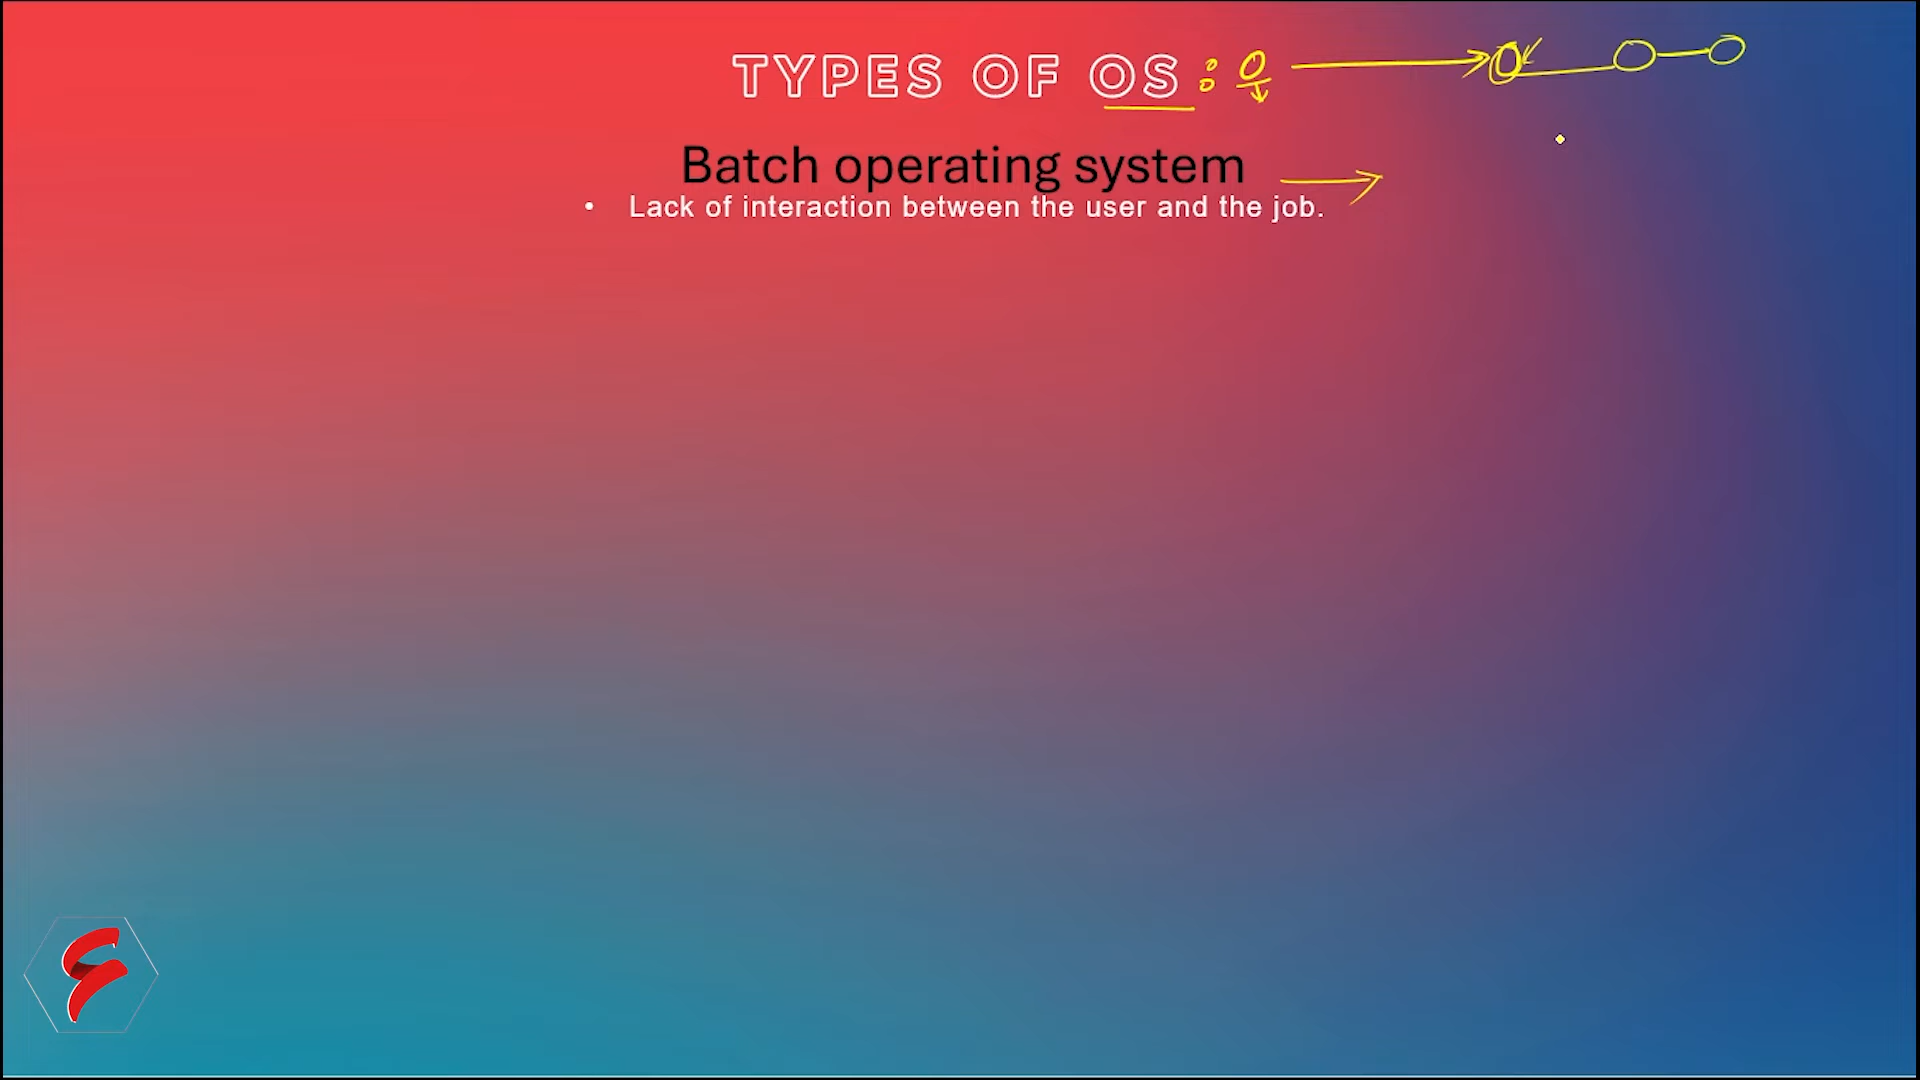 TYPES OF OS :
Batch operating system
• Lack of interaction between the user and the job.